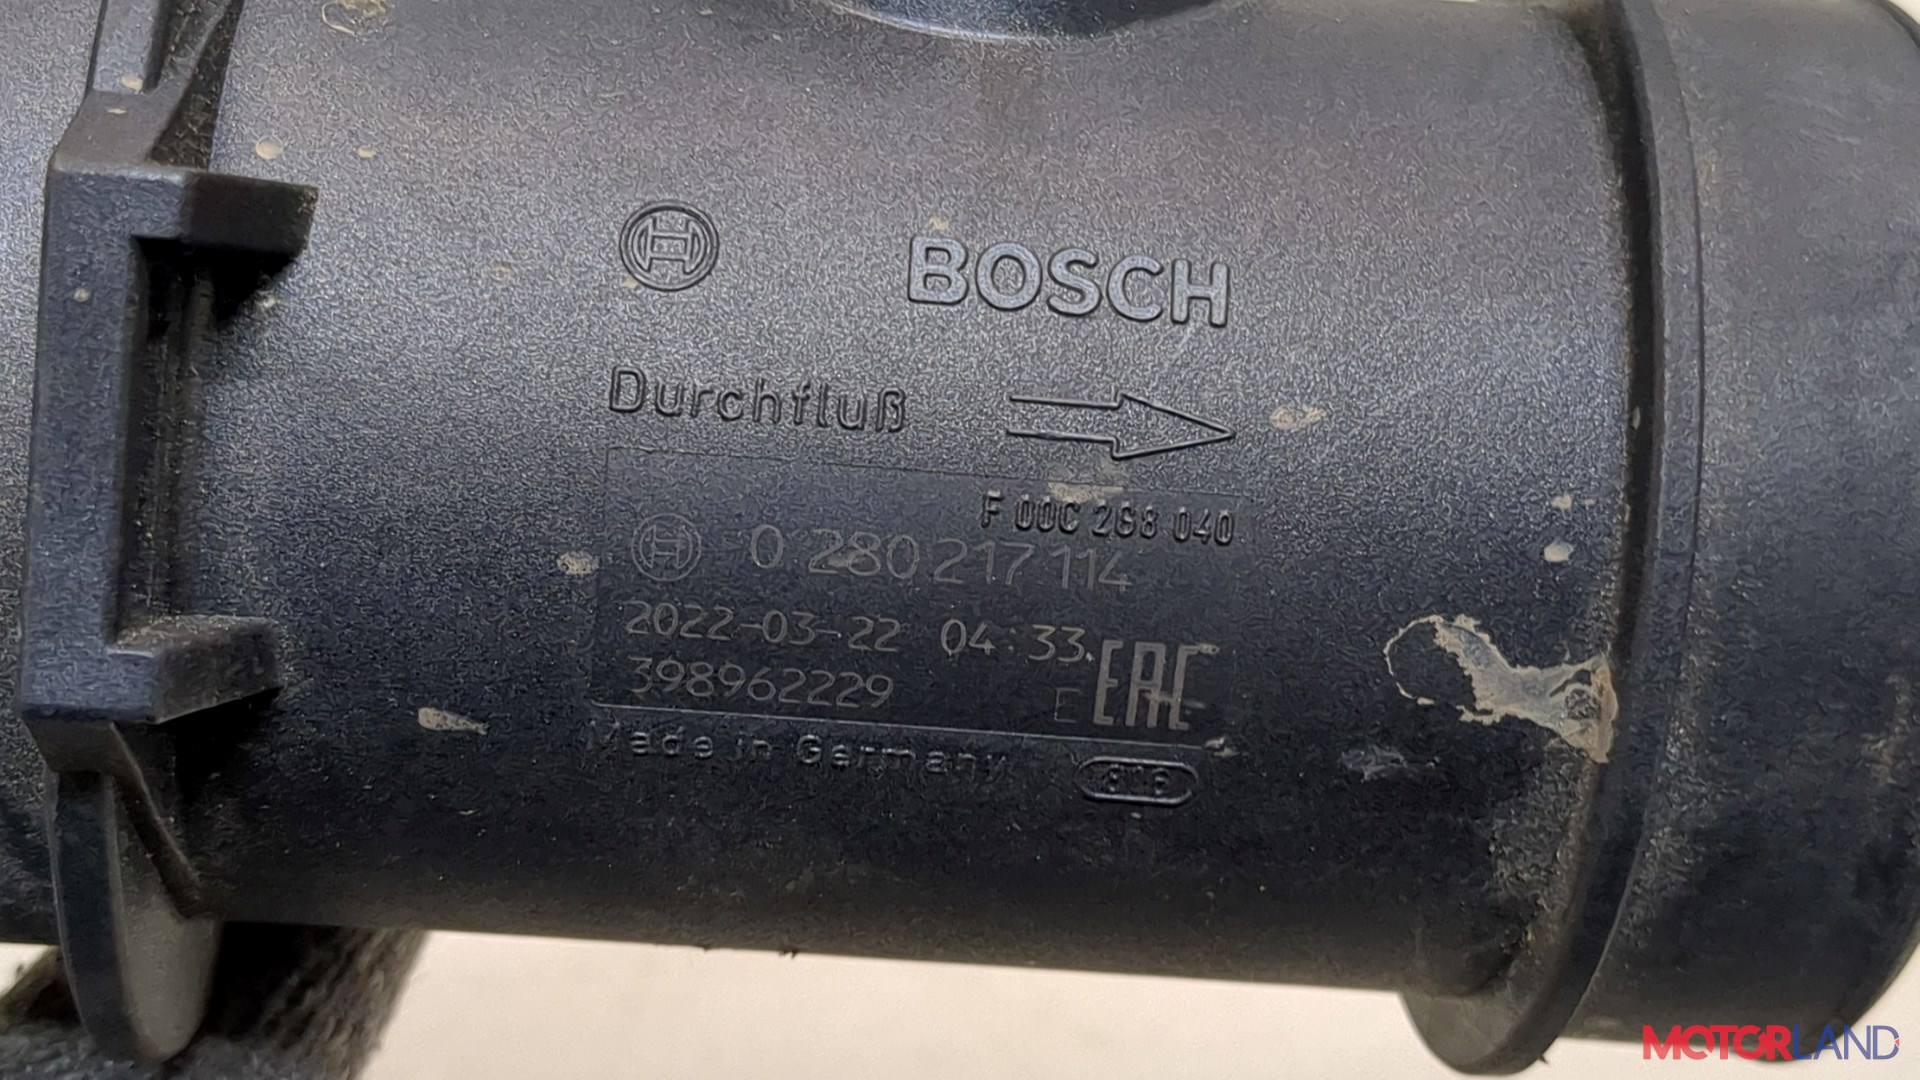 BOSCH
Durchfluß
F 00C 2G8 040
0 280 217 114
2022-03-22 04:33
398962229
E EAC
Made in Germany
MOTORLAND